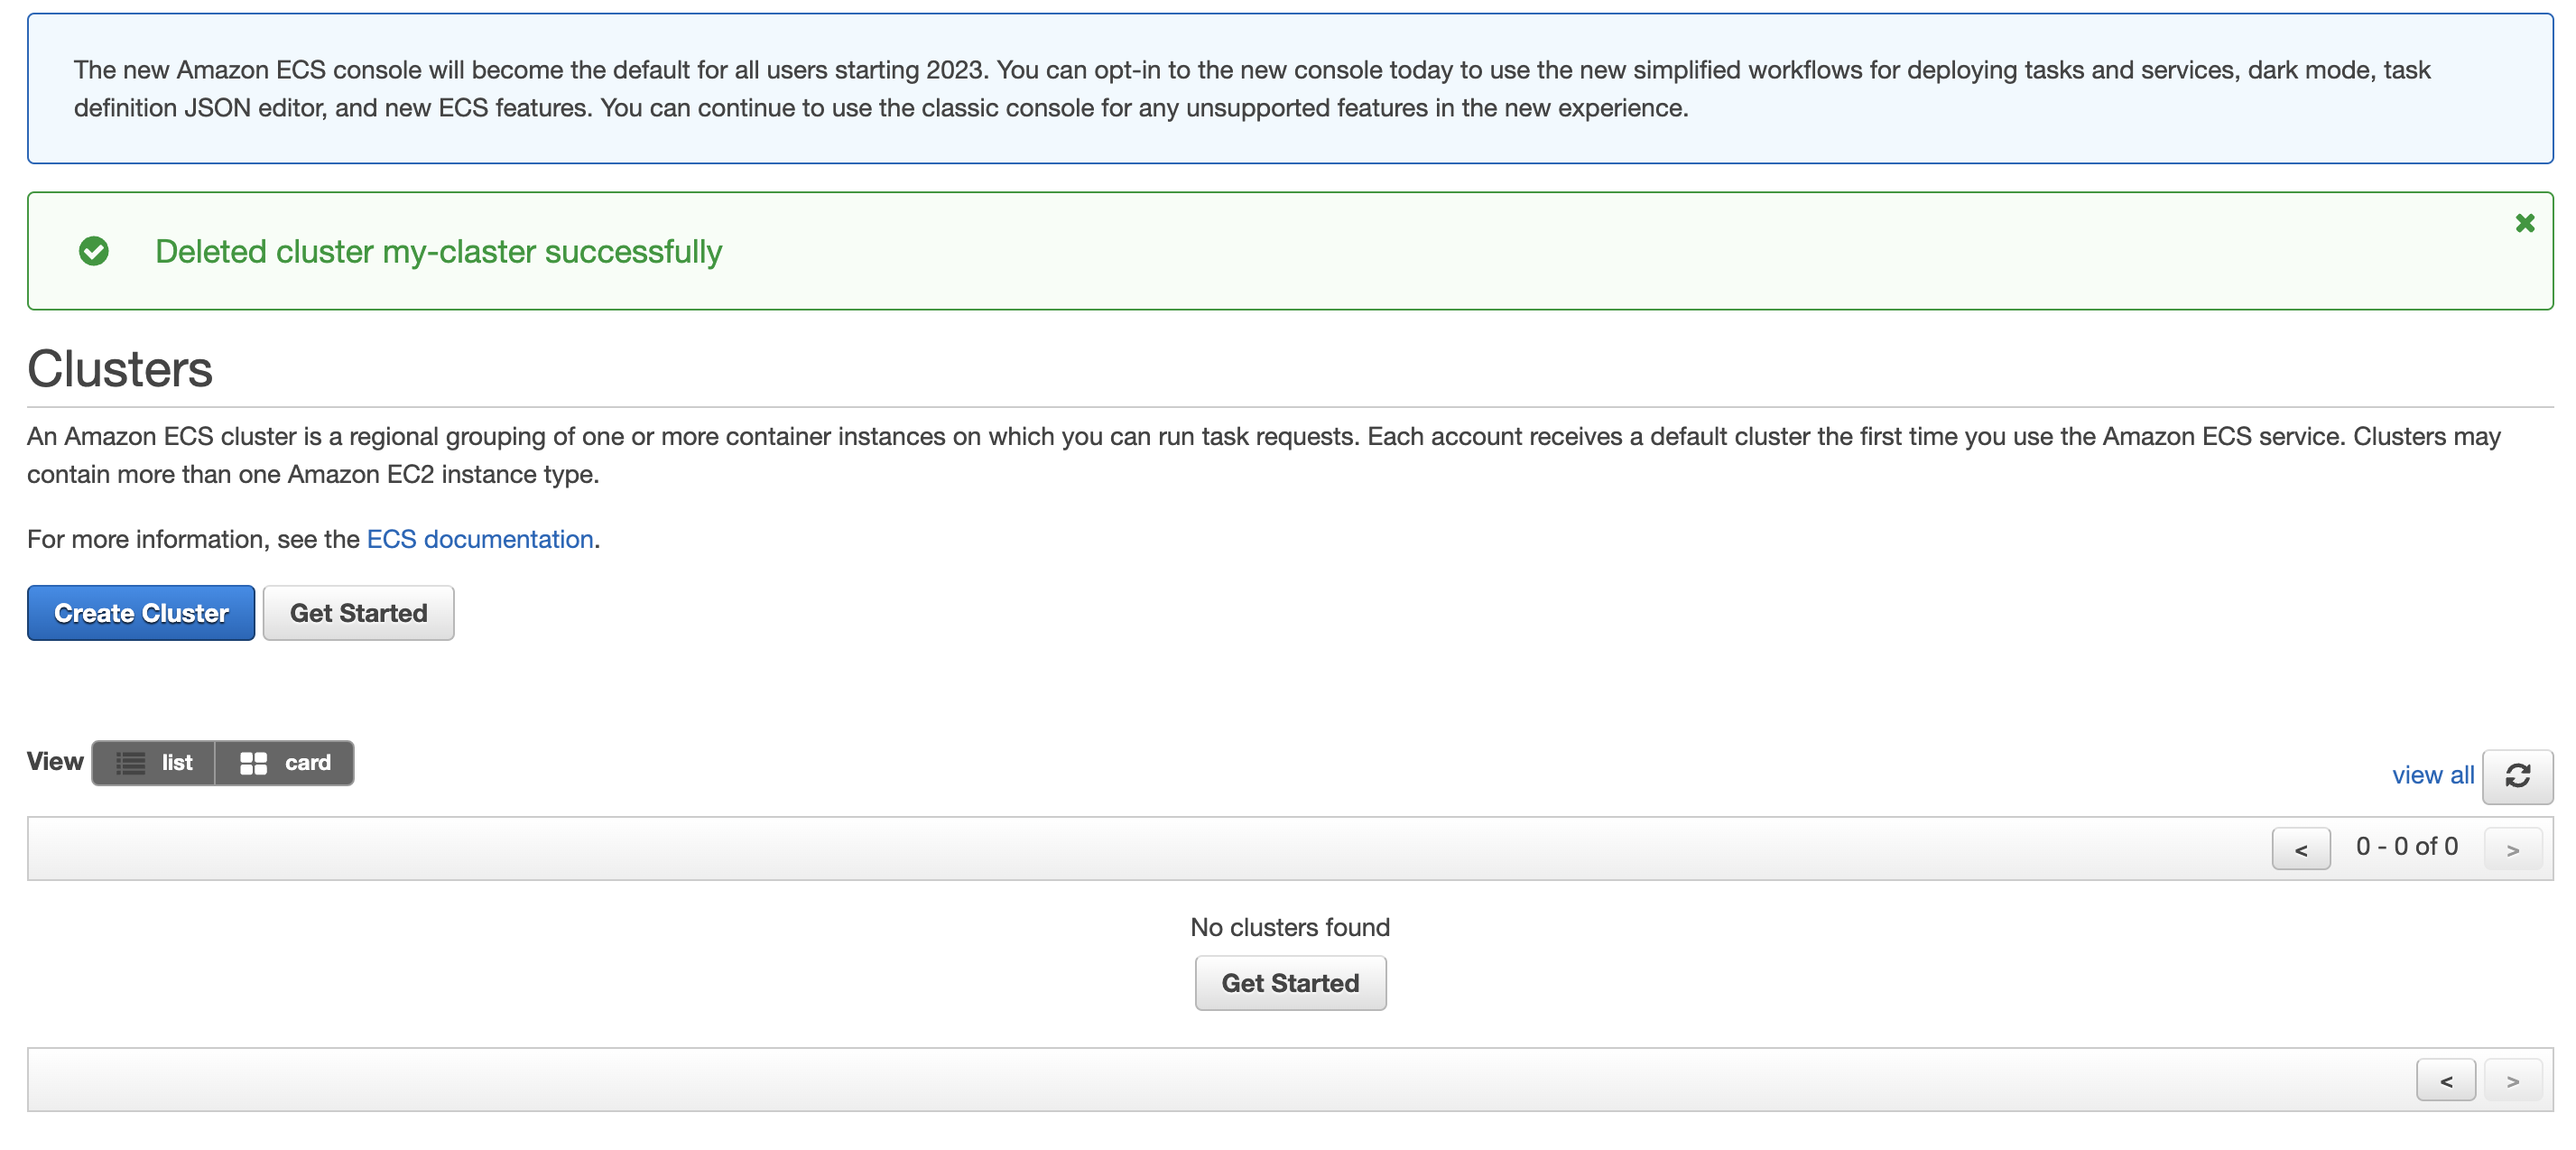 The new Amazon ECS console will become the default for all users starting 2023. You can opt-in to the new console today to use the new simplified workflows for deploying tasks and services, dark mode, task
definition JSON editor, and new ECS features. You can continue to use the classic console for any unsupported features in the new experience.
Deleted cluster my-claster successfully
Clusters
An Amazon ECS cluster is a regional grouping of one or more container instances on which you can run task requests. Each account receives a default cluster the first time you use the Amazon ECS service. Clusters may
contain more than one Amazon EC2 instance type.
For more information, see the ECS documentation.
Create Cluster Get Started
View list card
view all
< 0 - 0 of 0 >
No clusters found
Get Started
< >